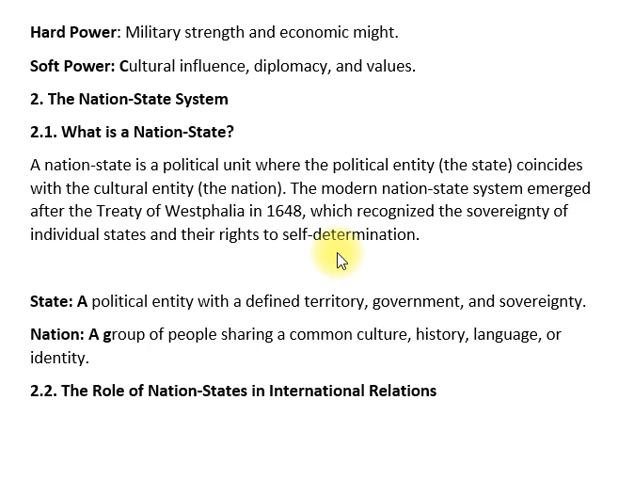 Hard Power: Military strength and economic might.
Soft Power: Cultural influence, diplomacy, and values.
2. The Nation-State System
2.1. What is a Nation-State?
A nation-state is a political unit where the political entity (the state) coincides
with the cultural entity (the nation). The modern nation-state system emerged
after the Treaty of Westphalia in 1648, which recognized the sovereignty of
individual states and their rights to self-determination.
State: A political entity with a defined territory, government, and sovereignty.
Nation: A group of people sharing a common culture, history, language, or
identity.
2.2. The Role of Nation-States in International Relations